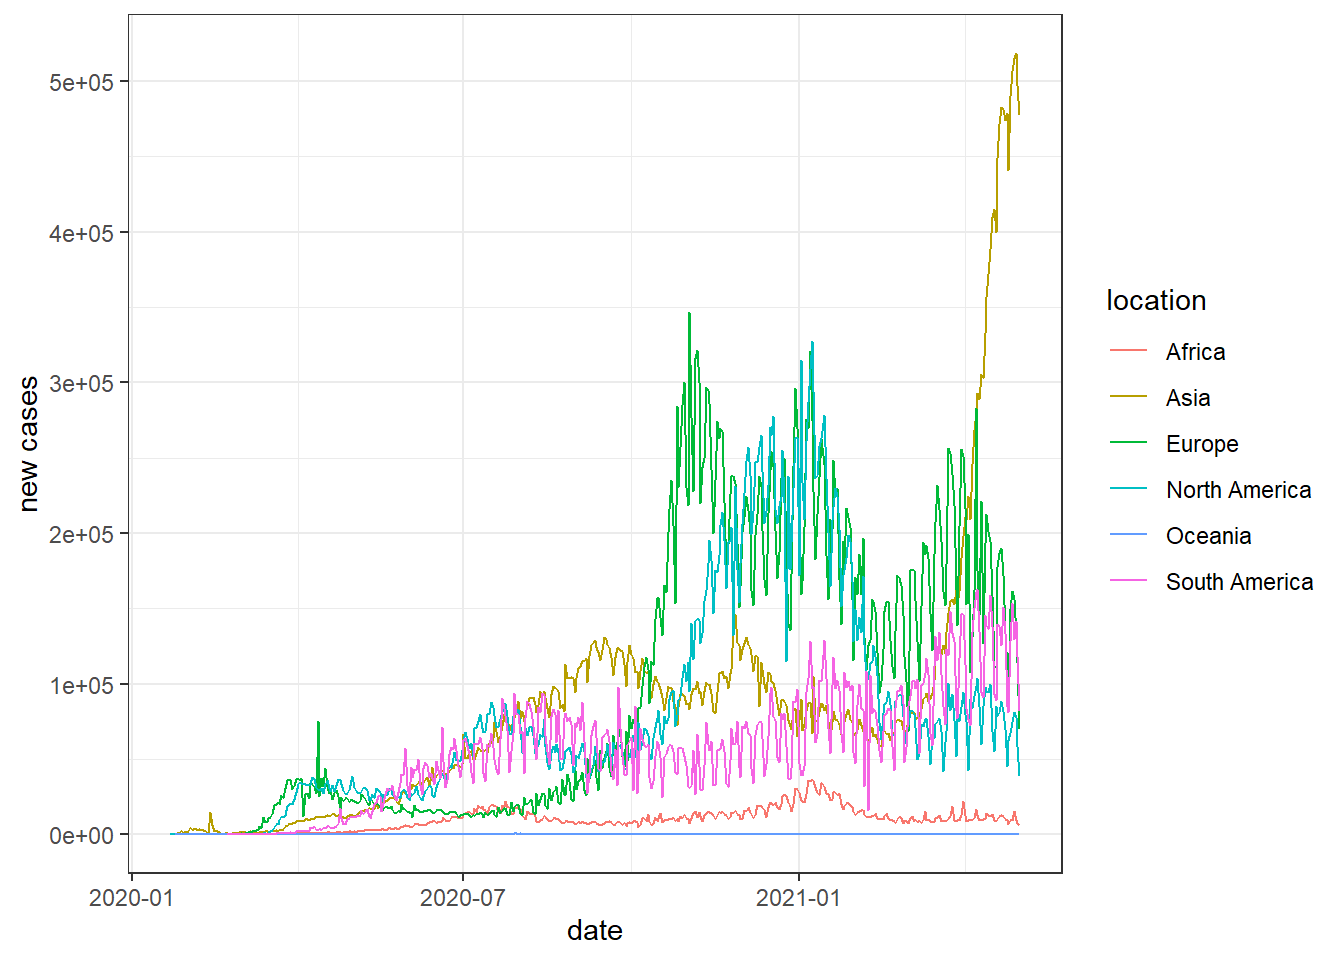 5e+05
4e+05
3e+05
2e+05
1e+05
0e+00
new cases
2020-01
2020-07
2021-01
date
location
Africa
Asia
Europe
North America
Oceania
South America